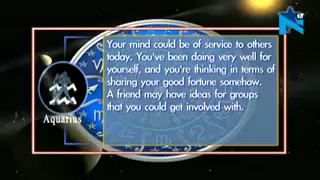 Your mind could be of service to others
today. You've been doing very well for
yourself, and you're thinking in terms of
sharing your good fortune somehow.
A friend may have ideas for groups
that you could get involved with.
Aquarius